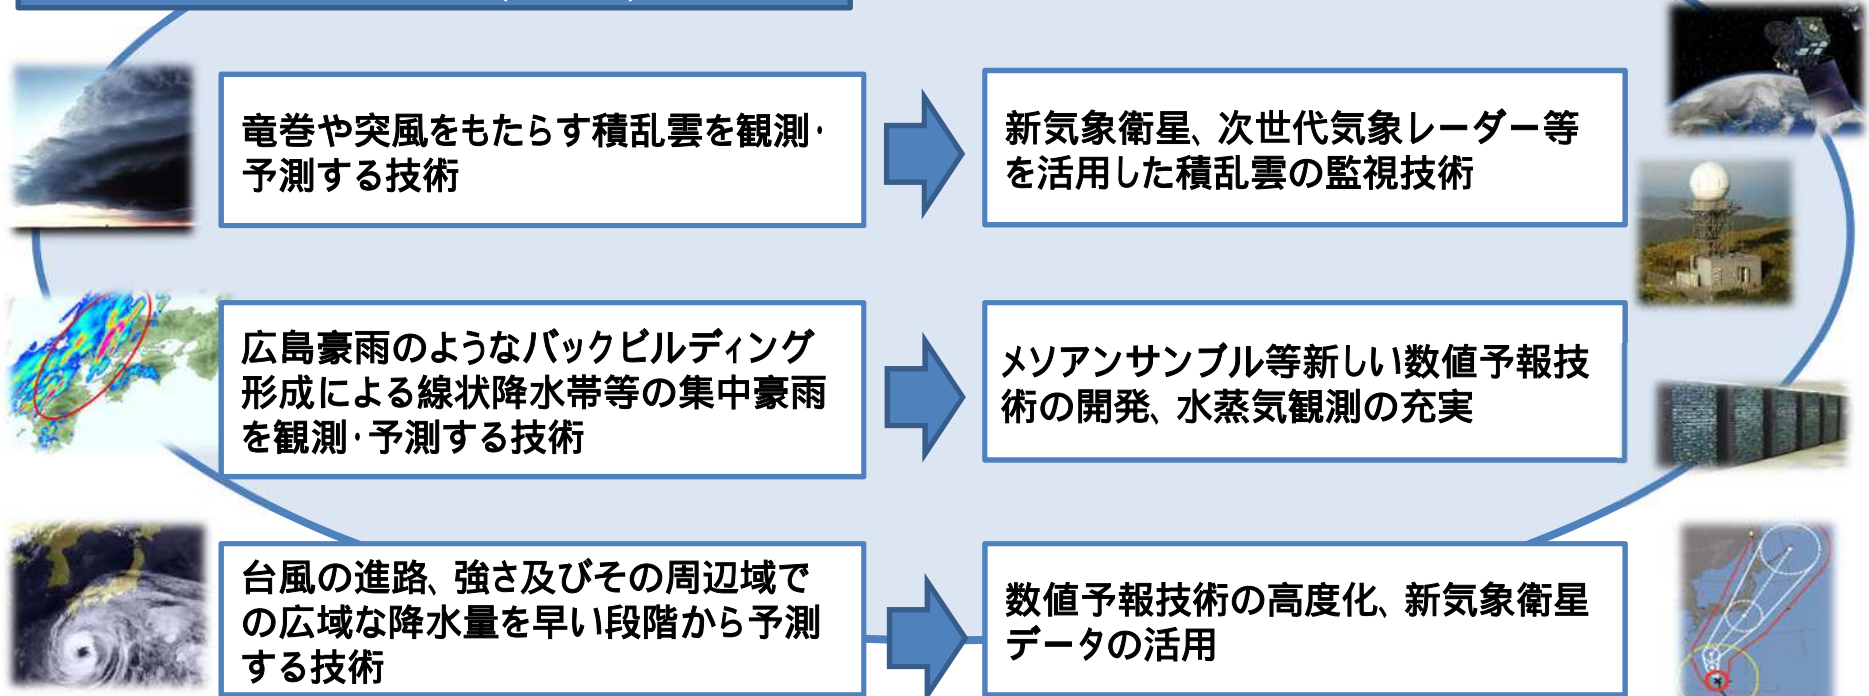 竜巻や突風をもたらす積乱雲を観測・
予測する技術
新気象衛星、次世代気象レーダー等
を活用した積乱雲の監視技術
広島豪雨のようなバックビルディング
形成による線状降水帯等の集中豪雨
を観測・予測する技術
メソアンサンブル等新しい数値予報技
術の開発、水蒸気観測の充実
台風の進路、強さ及びその周辺域で
の広域な降水量を早い段階から予測
する技術
数値予報技術の高度化、新気象衛星
データの活用